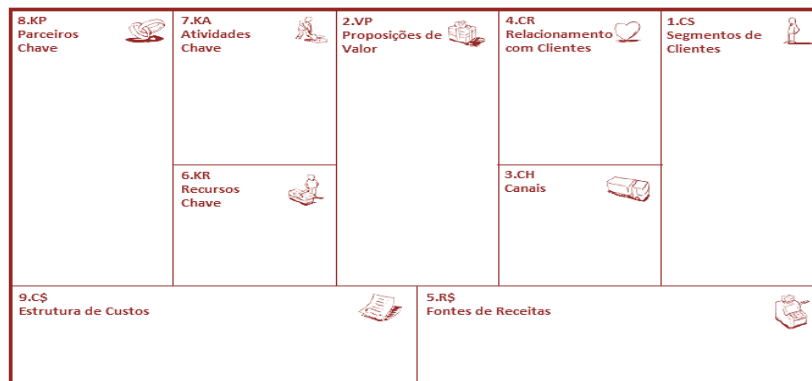 8.KP
Parceiros
Chave
7.KA
Atividades
Chave
2.VP
Proposições de
Valor
4.CR
Relacionamento
com Clientes
1.CS
Segmentos de
Clientes
6.KR
Recursos
Chave
3.CH
Canais
9.C$
Estrutura de Custos
5.R$
Fontes de Receitas